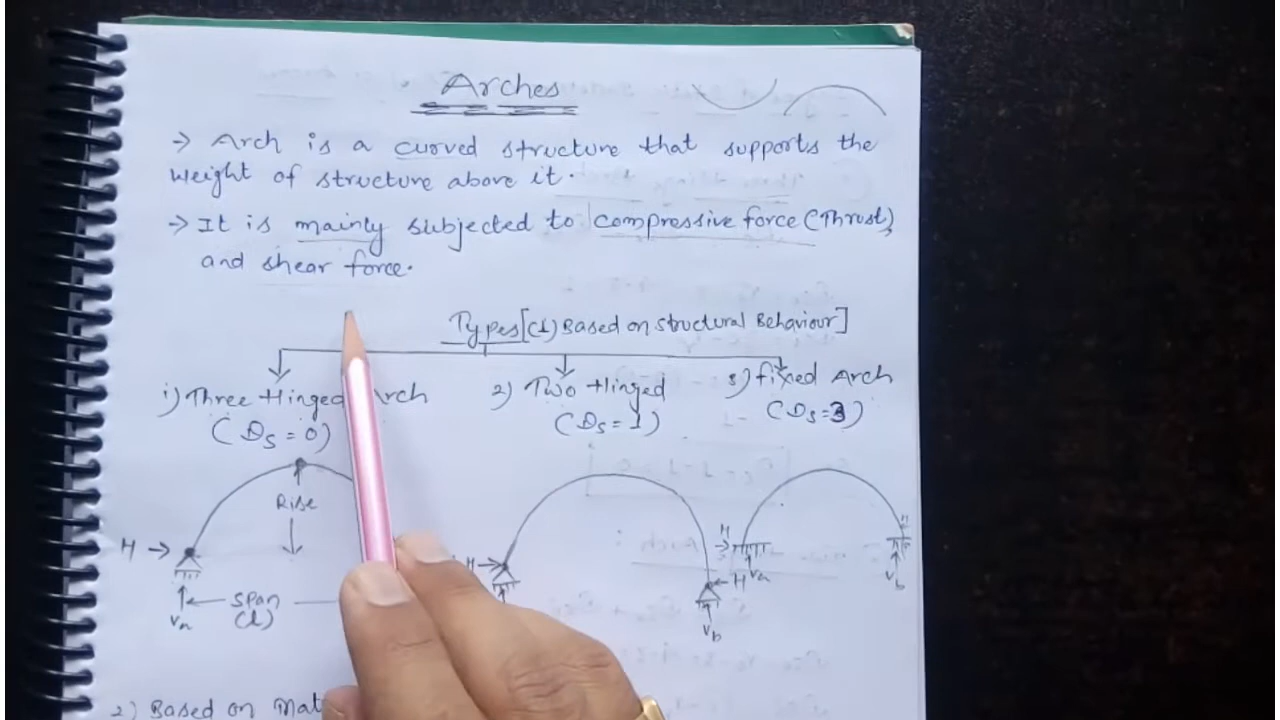 Arches
→ Arch is a curved structure that supports the
weight of structure above it.
→ It is mainly subjected to compressive force (Thrust)
and shear force.
Types [(1) Based on Structural Behaviour]
1) Three Hinged Arch
(Ds = 0)
2) Two Hinged
(Ds = 1)
3) fixed Arch
(Ds = 3)
Rise
H →
Va
Span
(l)
H →
← H
Vb
H
Va
H
Vb
2) Based on Mat